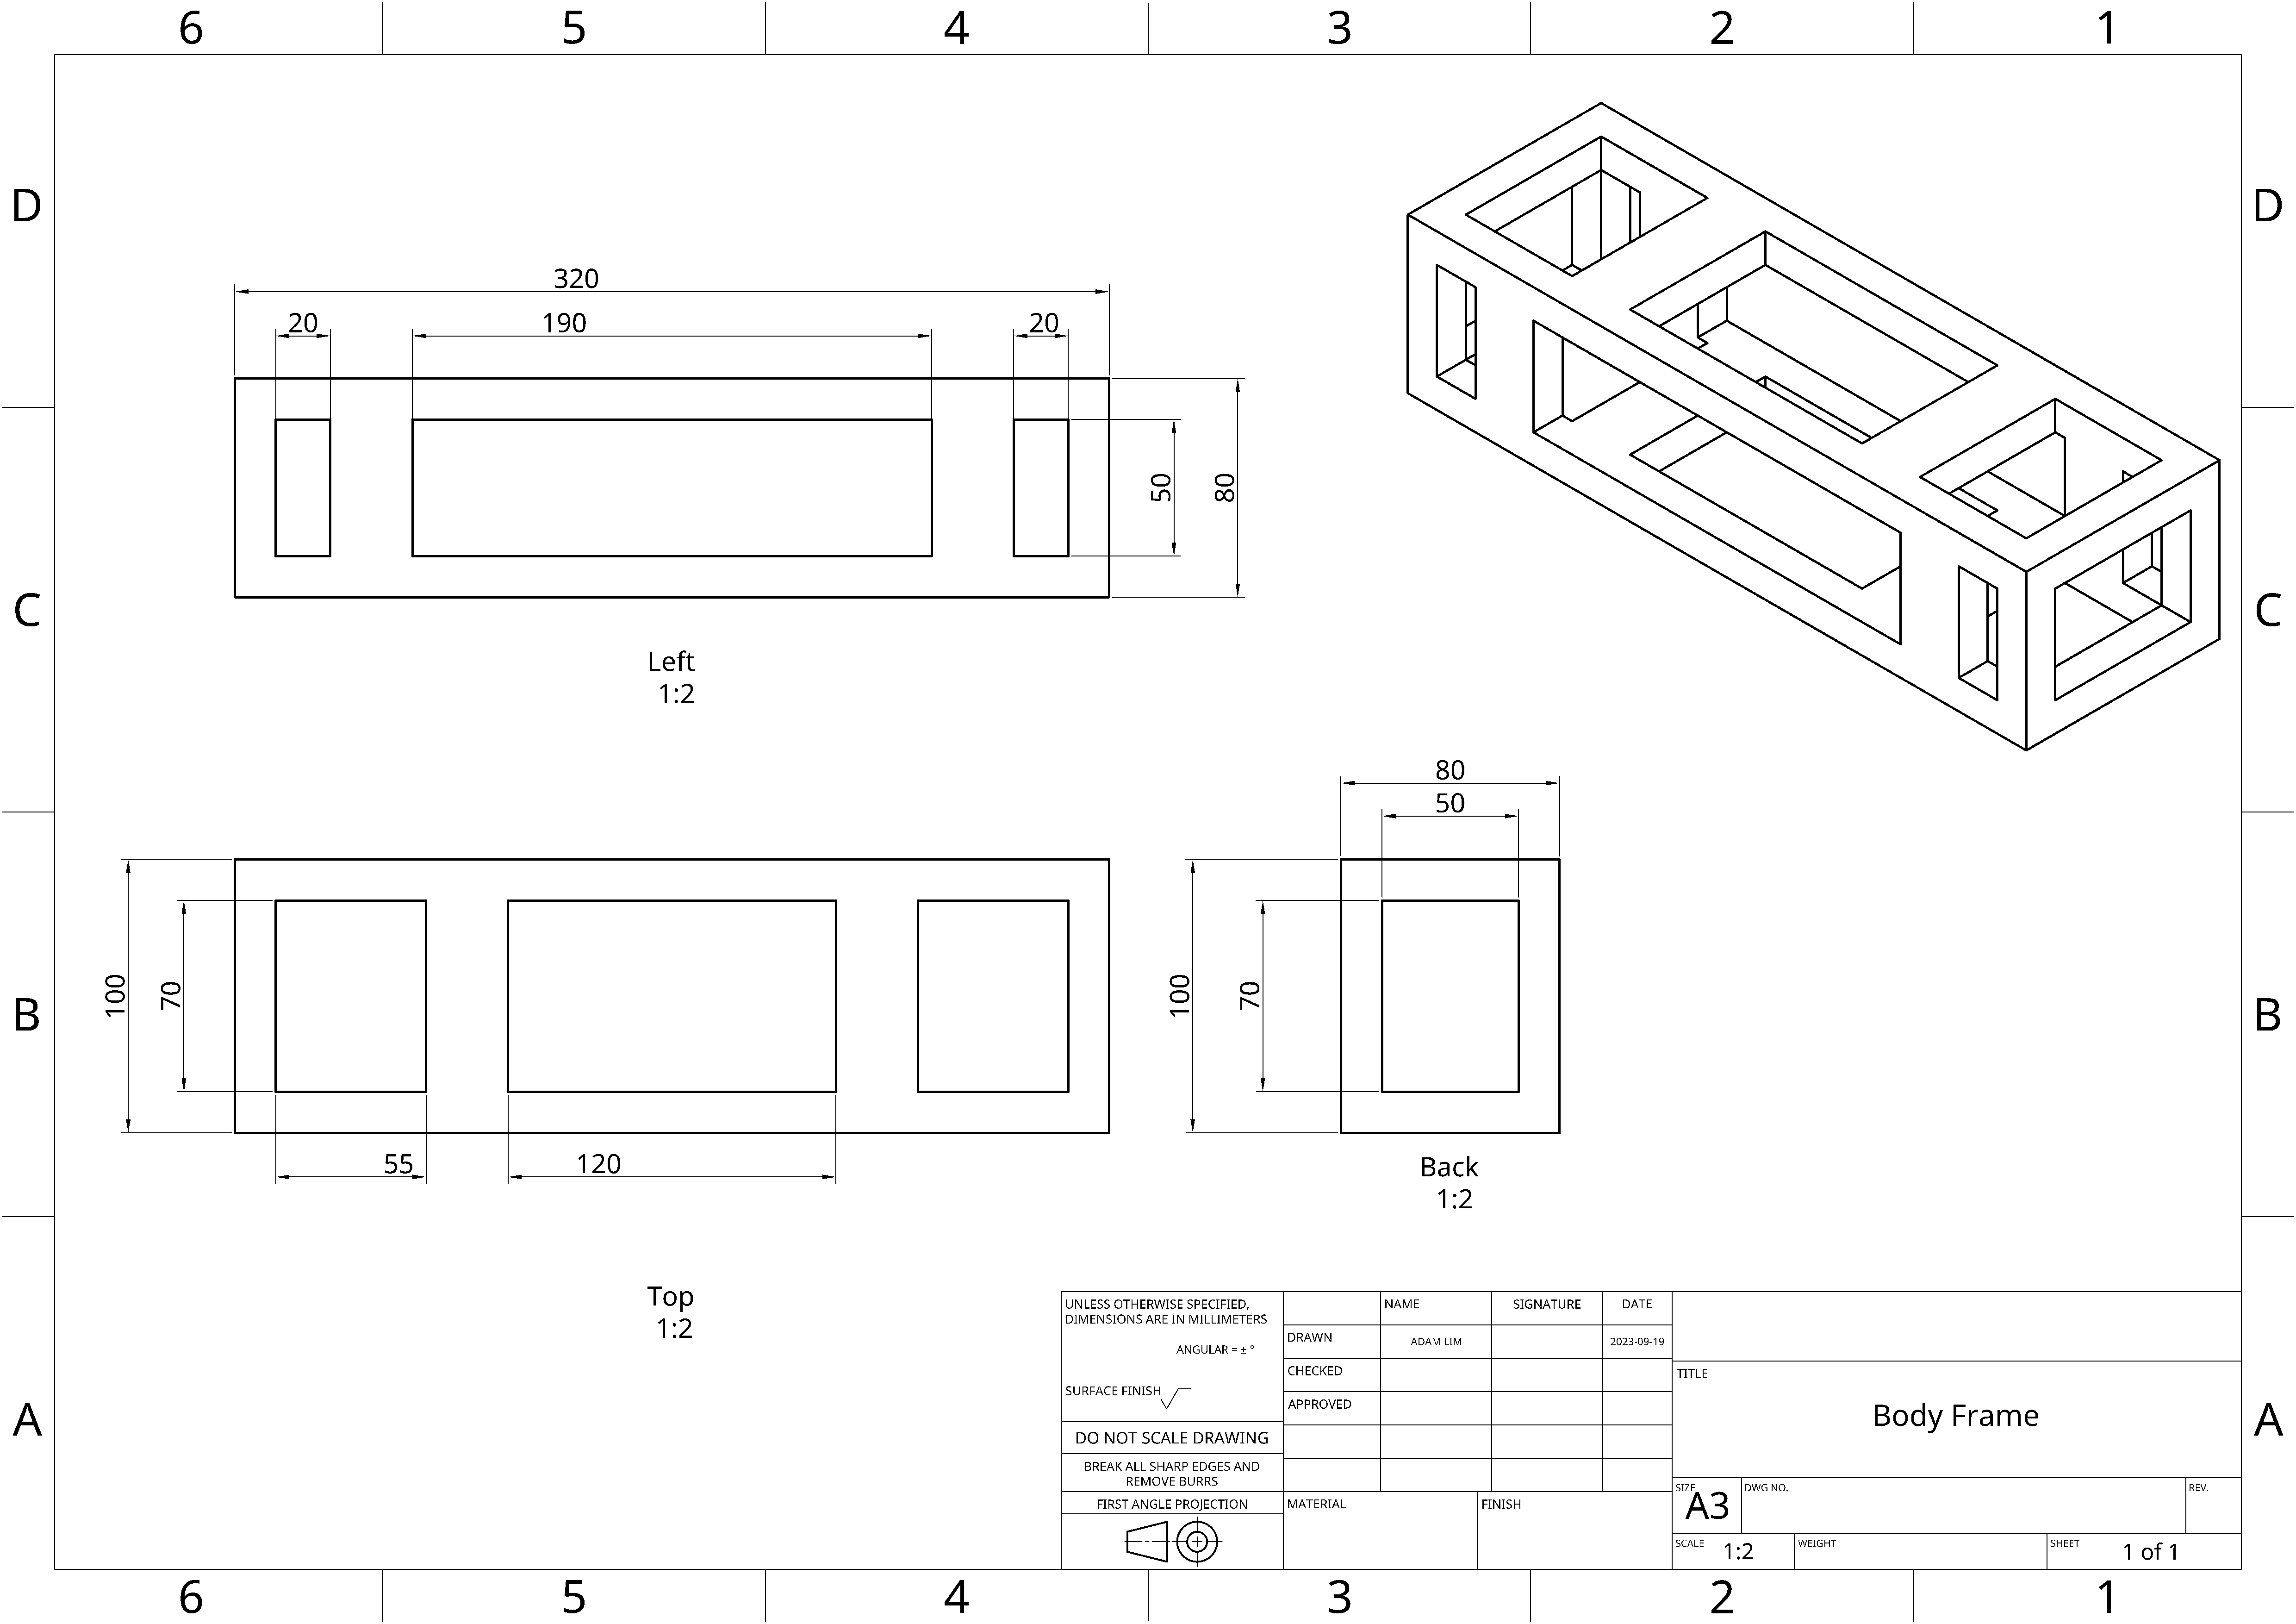 6 5 4 3 2 1
D D
320
20 190 20
50
80
C C
Left
1:2
80
50
100
70
100
70
B B
55 120
Back
1:2
Top
1:2
UNLESS OTHERWISE SPECIFIED,
DIMENSIONS ARE IN MILLIMETERS
ANGULAR = ± °
SURFACE FINISH
DO NOT SCALE DRAWING
BREAK ALL SHARP EDGES AND
REMOVE BURRS
FIRST ANGLE PROJECTION
NAME SIGNATURE DATE
DRAWN ADAM LIM 2023-09-19
CHECKED
APPROVED
MATERIAL FINISH
TITLE
Body Frame
SIZE A3 DWG NO. REV.
SCALE 1:2 WEIGHT SHEET 1 of 1
A A
6 5 4 3 2 1